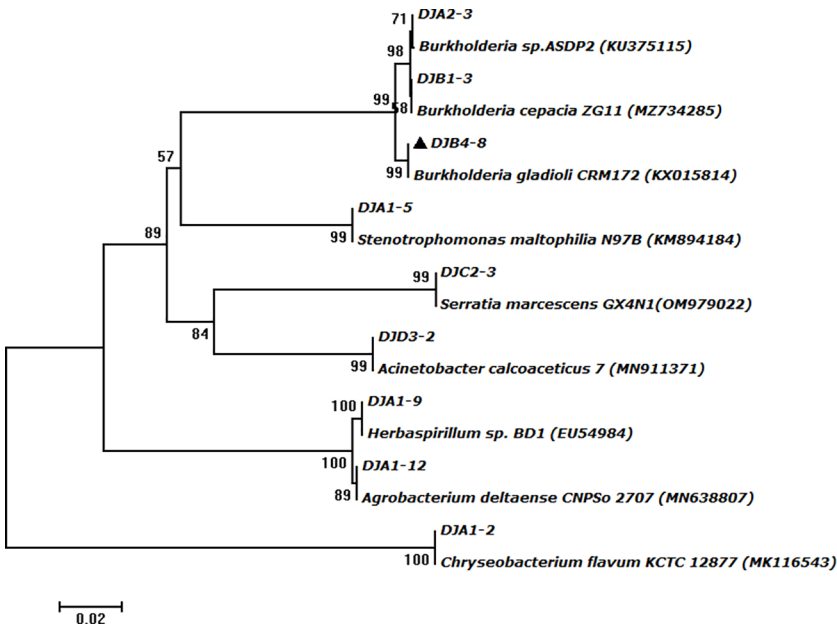 DJA2-3
71
Burkholderia sp.ASDP2 (KU375115)
98
DJB1-3
99
58
Burkholderia cepacia ZG11 (MZ734285)
DJB4-8
57
99
Burkholderia gladioli CRM172 (KX015814)
DJA1-5
89
99
Stenotrophomonas maltophilia N97B (KM894184)
DJC2-3
99
Serratia marcescens GX4N1(OM979022)
84
DJD3-2
99
Acinetobacter calcoaceticus 7 (MN911371)
DJA1-9
100
Herbaspirillum sp. BD1 (EU54984)
100
DJA1-12
89
Agrobacterium deltaense CNPSo 2707 (MN638807)
DJA1-2
100
Chryseobacterium flavum KCTC 12877 (MK116543)
0.02